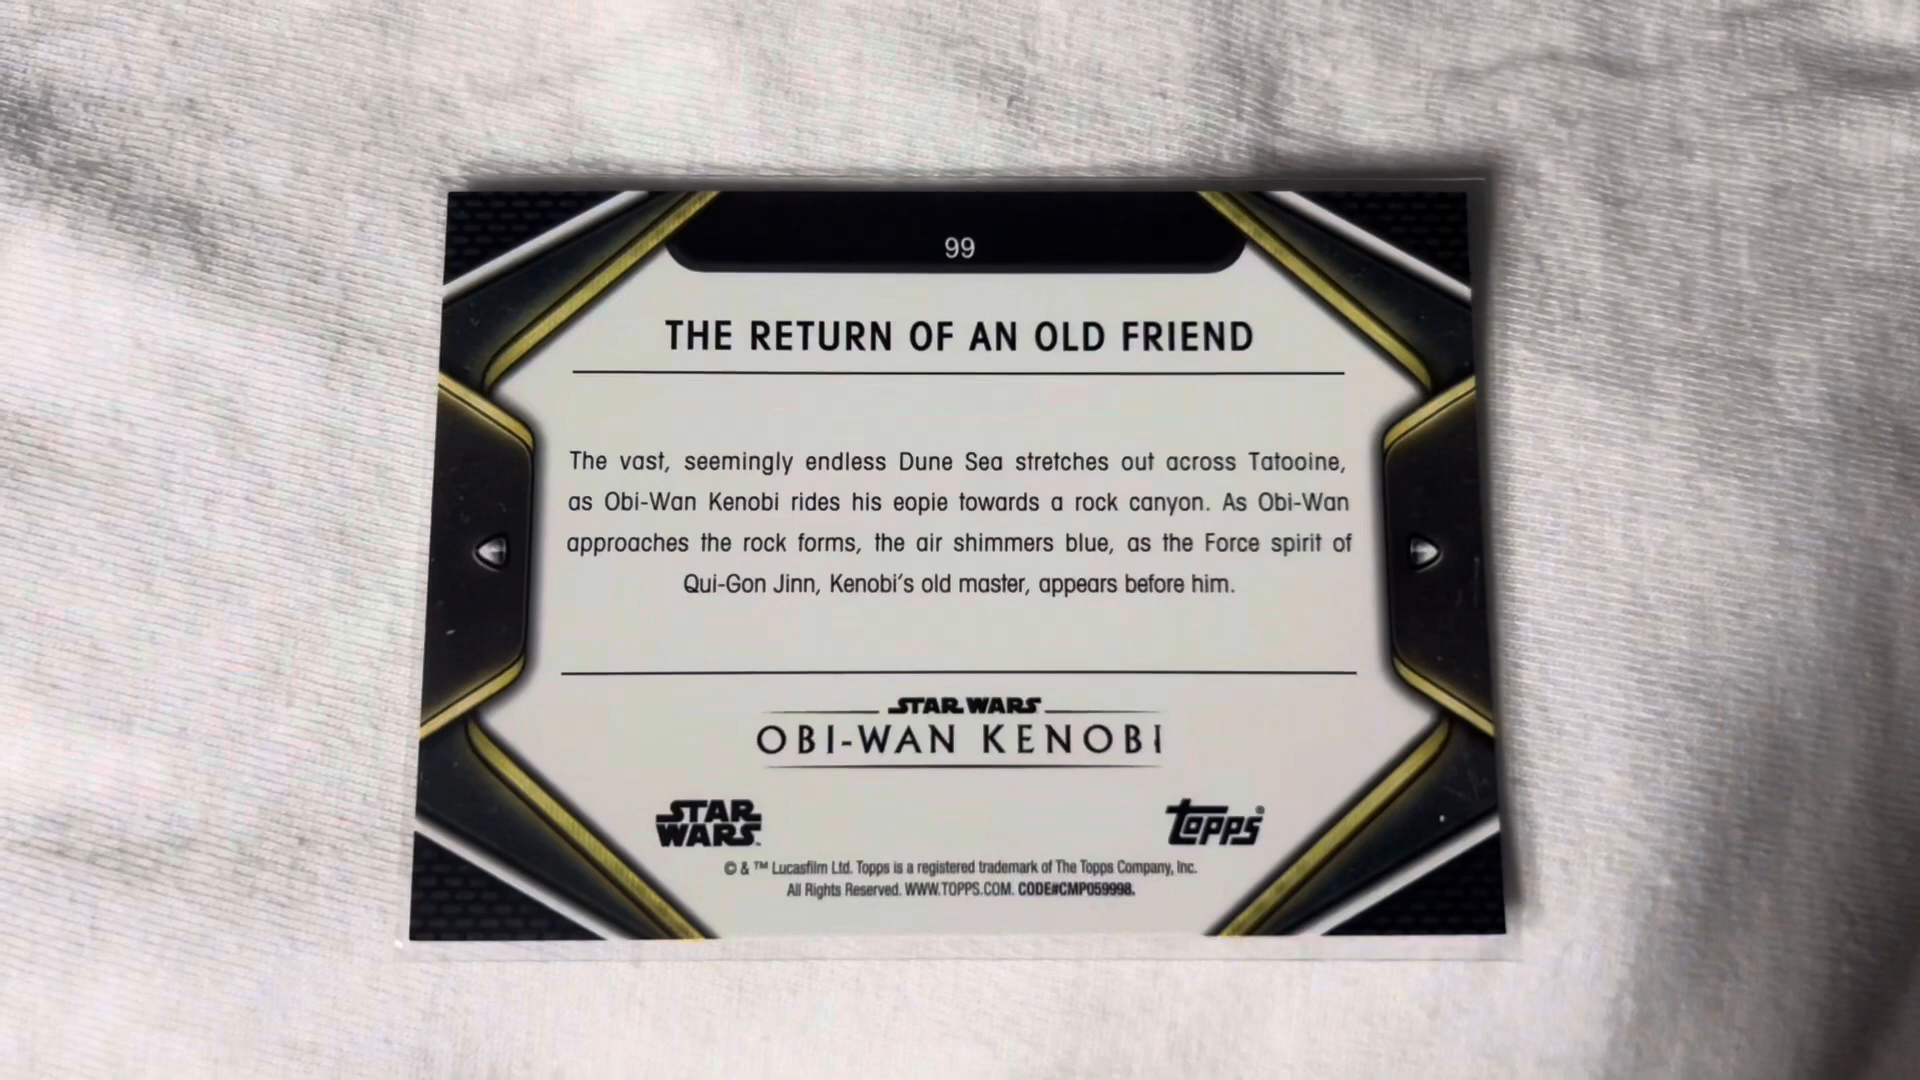 99
THE RETURN OF AN OLD FRIEND
The vast, seemingly endless Dune Sea stretches out across Tatooine,
as Obi-Wan Kenobi rides his eopie towards a rock canyon. As Obi-Wan
approaches the rock forms, the air shimmers blue, as the Force spirit of
Qui-Gon Jinn, Kenobi's old master, appears before him.
STAR WARS
OBI-WAN KENOBI
STAR
WARS™
topps®
© & ™ Lucasfilm Ltd. Topps is a registered trademark of The Topps Company, Inc.
All Rights Reserved. WWW.TOPPS.COM. CODE#CMP059998.